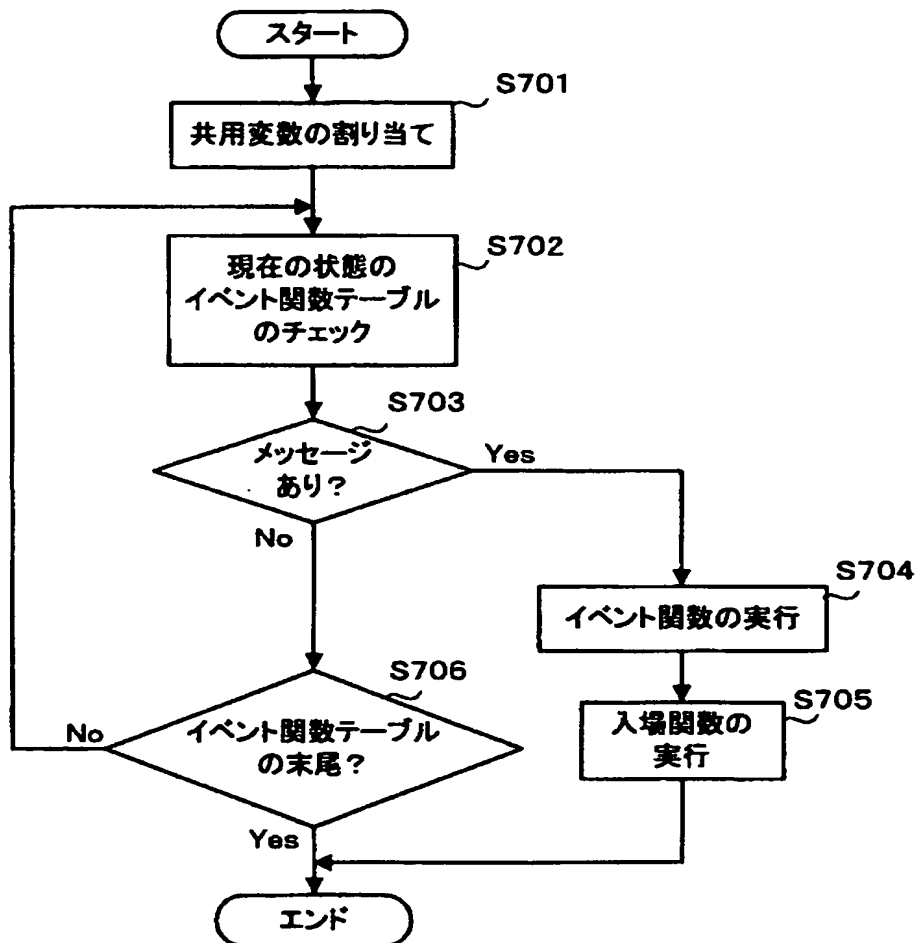 スタート
S701
共用変数の割り当て
S702
現在の状態の
イベント関数テーブル
のチェック
S703
メッセージ
あり?
Yes
No
S704
イベント関数の実行
S705
入場関数の
実行
S706
イベント関数テーブル
の末尾?
No
Yes
エンド